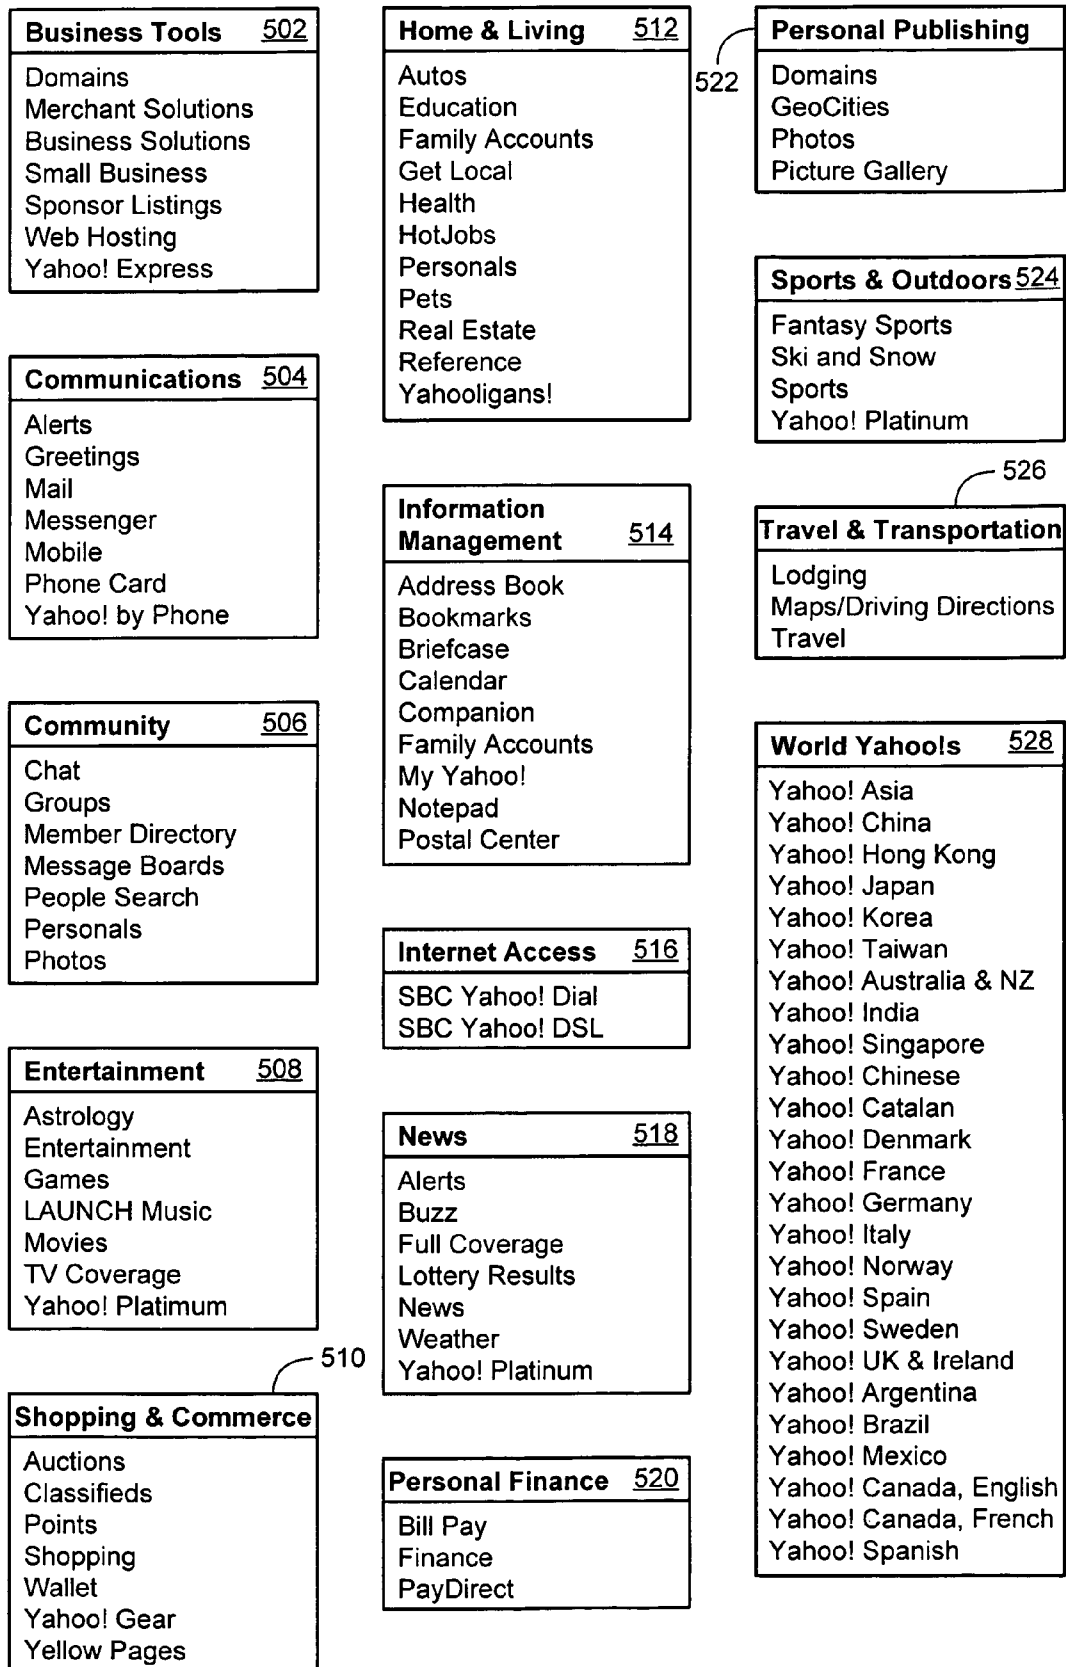 Business Tools 502
Domains
Merchant Solutions
Business Solutions
Small Business
Sponsor Listings
Web Hosting
Yahoo! Express
Communications 504
Alerts
Greetings
Mail
Messenger
Mobile
Phone Card
Yahoo! by Phone
Community 506
Chat
Groups
Member Directory
Message Boards
People Search
Personals
Photos
Entertainment 508
Astrology
Entertainment
Games
LAUNCH Music
Movies
TV Coverage
Yahoo! Platimum
510
Shopping & Commerce
Auctions
Classifieds
Points
Shopping
Wallet
Yahoo! Gear
Yellow Pages
Home & Living 512
Autos
Education
Family Accounts
Get Local
Health
HotJobs
Personals
Pets
Real Estate
Reference
Yahooligans!
Information
Management 514
Address Book
Bookmarks
Briefcase
Calendar
Companion
Family Accounts
My Yahoo!
Notepad
Postal Center
Internet Access 516
SBC Yahoo! Dial
SBC Yahoo! DSL
News 518
Alerts
Buzz
Full Coverage
Lottery Results
News
Weather
Yahoo! Platinum
Personal Finance 520
Bill Pay
Finance
PayDirect
522
Personal Publishing
Domains
GeoCities
Photos
Picture Gallery
Sports & Outdoors 524
Fantasy Sports
Ski and Snow
Sports
Yahoo! Platinum
526
Travel & Transportation
Lodging
Maps/Driving Directions
Travel
World Yahoo!s 528
Yahoo! Asia
Yahoo! China
Yahoo! Hong Kong
Yahoo! Japan
Yahoo! Korea
Yahoo! Taiwan
Yahoo! Australia & NZ
Yahoo! India
Yahoo! Singapore
Yahoo! Chinese
Yahoo! Catalan
Yahoo! Denmark
Yahoo! France
Yahoo! Germany
Yahoo! Italy
Yahoo! Norway
Yahoo! Spain
Yahoo! Sweden
Yahoo! UK & Ireland
Yahoo! Argentina
Yahoo! Brazil
Yahoo! Mexico
Yahoo! Canada, English
Yahoo! Canada, French
Yahoo! Spanish